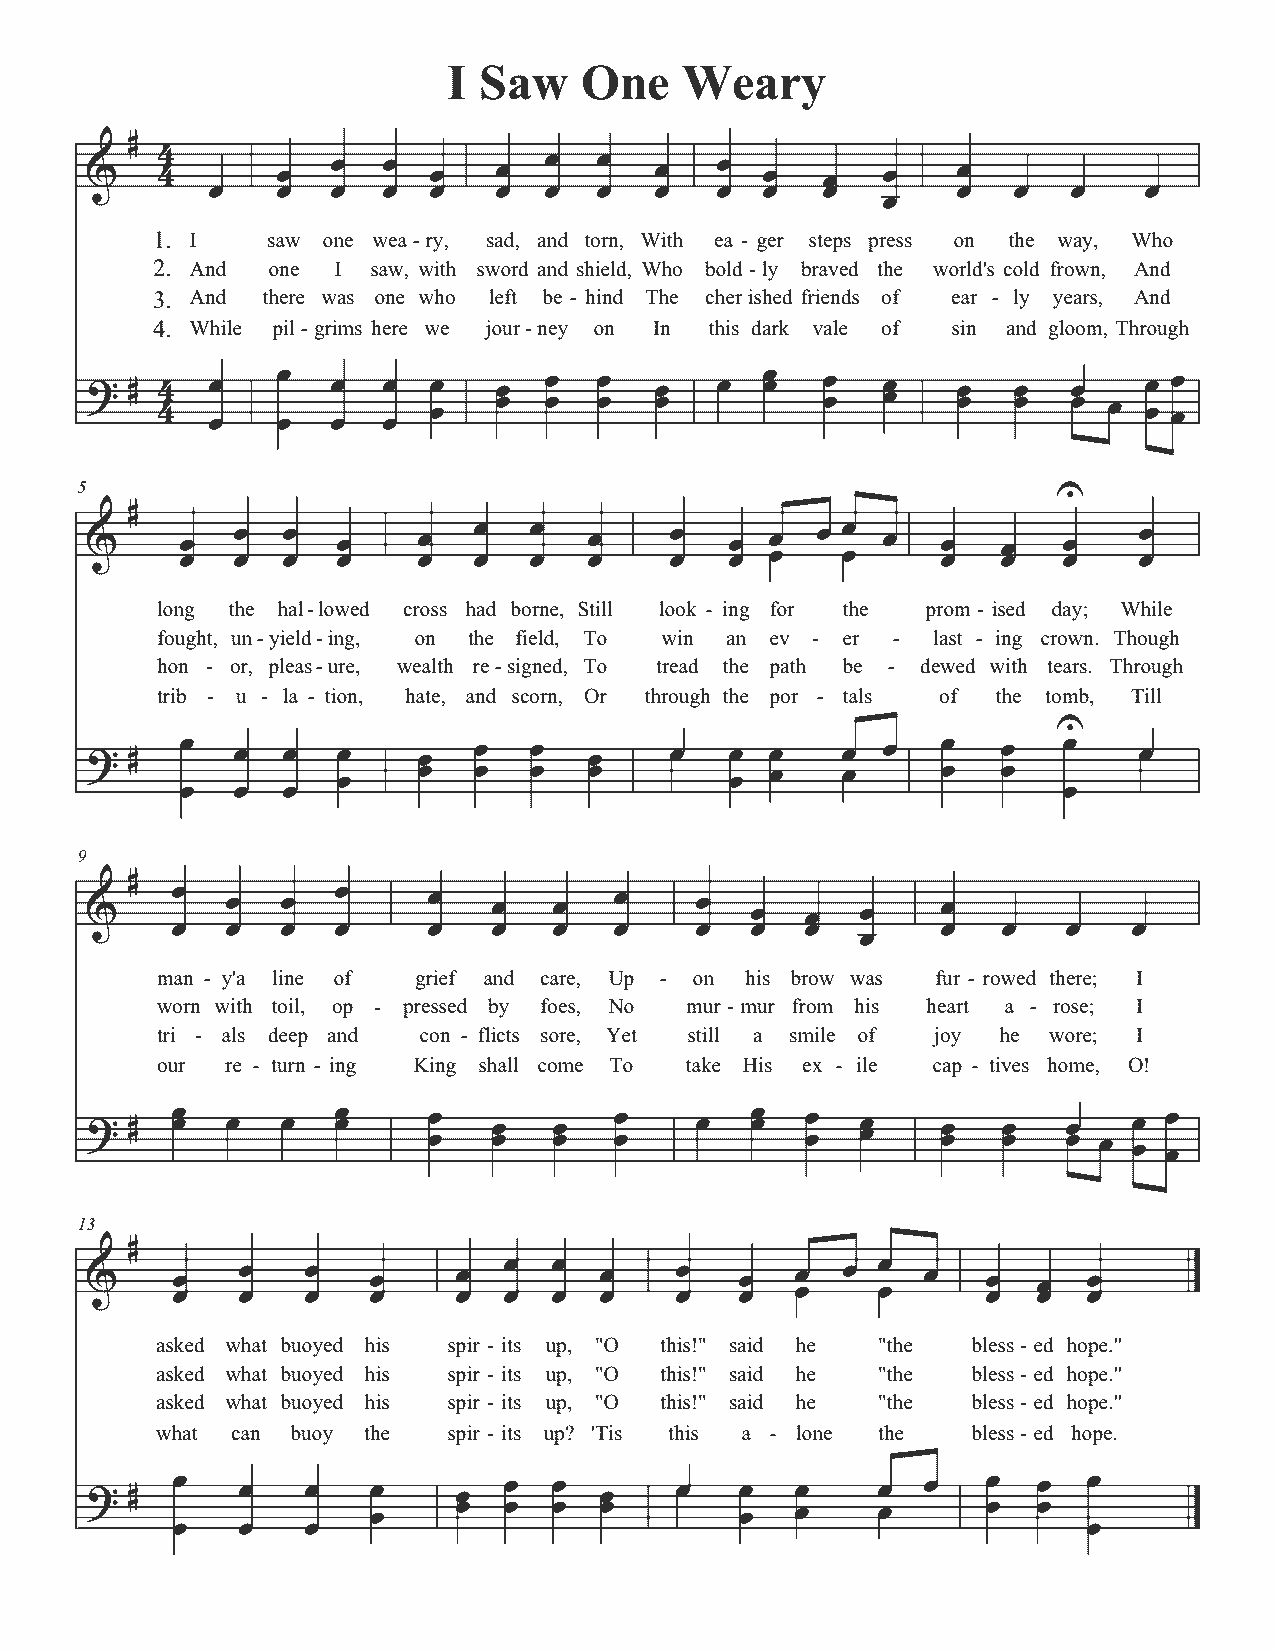 I Saw One Weary
1. I saw one wea - ry, sad, and torn, With ea - ger steps press on the way, Who
2. And one I saw, with sword and shield, Who bold - ly braved the world's cold frown, And
3. And there was one who left be - hind The cher ished friends of ear - ly years, And
4. While pil - grims here we jour - ney on In this dark vale of sin and gloom, Through
5
long the hal - lowed cross had borne, Still look - ing for the prom - ised day; While
fought, un - yield - ing, on the field, To win an ev - er - last - ing crown. Though
hon - or, pleas - ure, wealth re - signed, To tread the path be - dewed with tears. Through
trib - u - la - tion, hate, and scorn, Or through the por - tals of the tomb, Till
9
man - y'a line of grief and care, Up - on his brow was fur - rowed there; I
worn with toil, op - pressed by foes, No mur - mur from his heart a - rose; I
tri - als deep and con - flicts sore, Yet still a smile of joy he wore; I
our re - turn - ing King shall come To take His ex - ile cap - tives home, O!
13
asked what buoyed his spir - its up, "O this!" said he "the bless - ed hope."
asked what buoyed his spir - its up, "O this!" said he "the bless - ed hope."
asked what buoyed his spir - its up, "O this!" said he "the bless - ed hope."
what can buoy the spir - its up? 'Tis this a - lone the bless - ed hope.